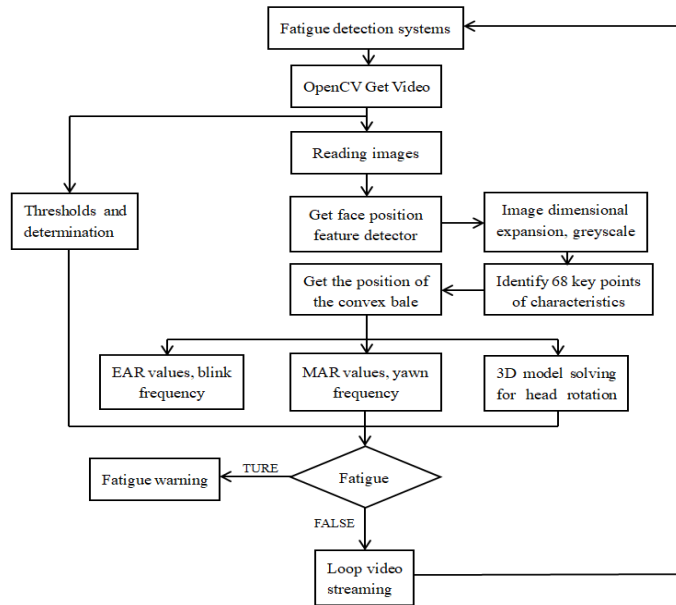 Fatigue detection systems
OpenCV Get Video
Reading images
Thresholds and
determination
Get face position
feature detector
Image dimensional
expansion, greyscale
Get the position of
the convex bale
Identify 68 key points
of characteristics
EAR values, blink
frequency
MAR values, yawn
frequency
3D model solving
for head rotation
Fatigue warning
TURE
Fatigue
FALSE
Loop video
streaming